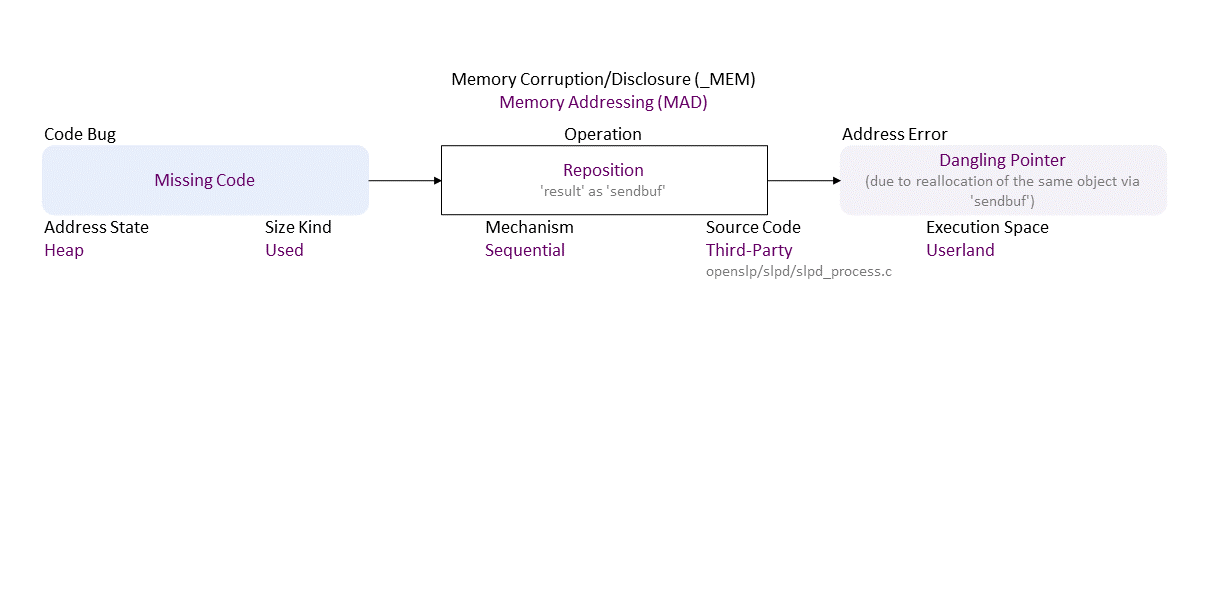 Memory Corruption/Disclosure (_MEM)
Memory Addressing (MAD)
Code Bug
Operation
Address Error
Missing Code
Reposition
'result' as 'sendbuf'
Dangling Pointer
(due to reallocation of the same object via
'sendbuf')
Address State
Heap
Size Kind
Used
Mechanism
Sequential
Source Code
Third-Party
openslp/slpd/slpd_process.c
Execution Space
Userland